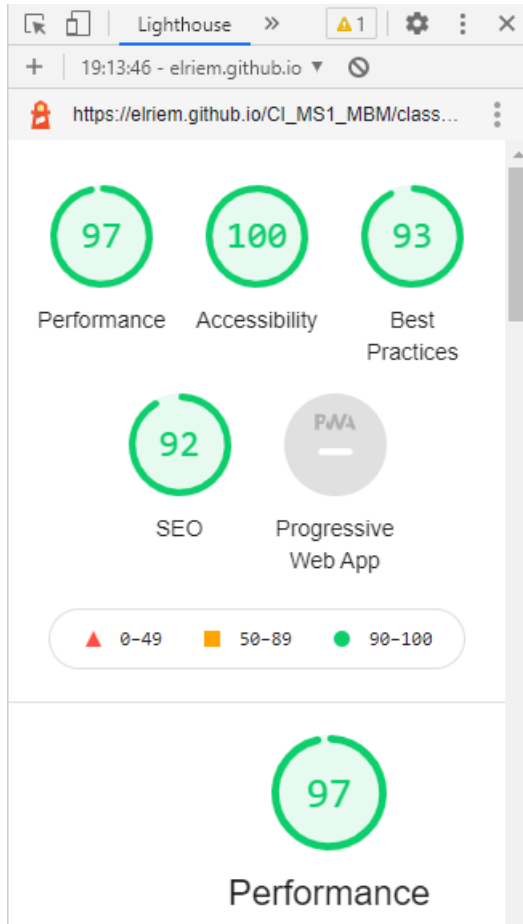 Lighthouse » 1
19:13:46 - elriem.github.io ▼
https://elriem.github.io/CI_MS1_MBM/class...
97 100 93
Performance Accessibility Best
Practices
92 PWA
SEO Progressive
Web App
0–49 50–89 90–100
97
Performance